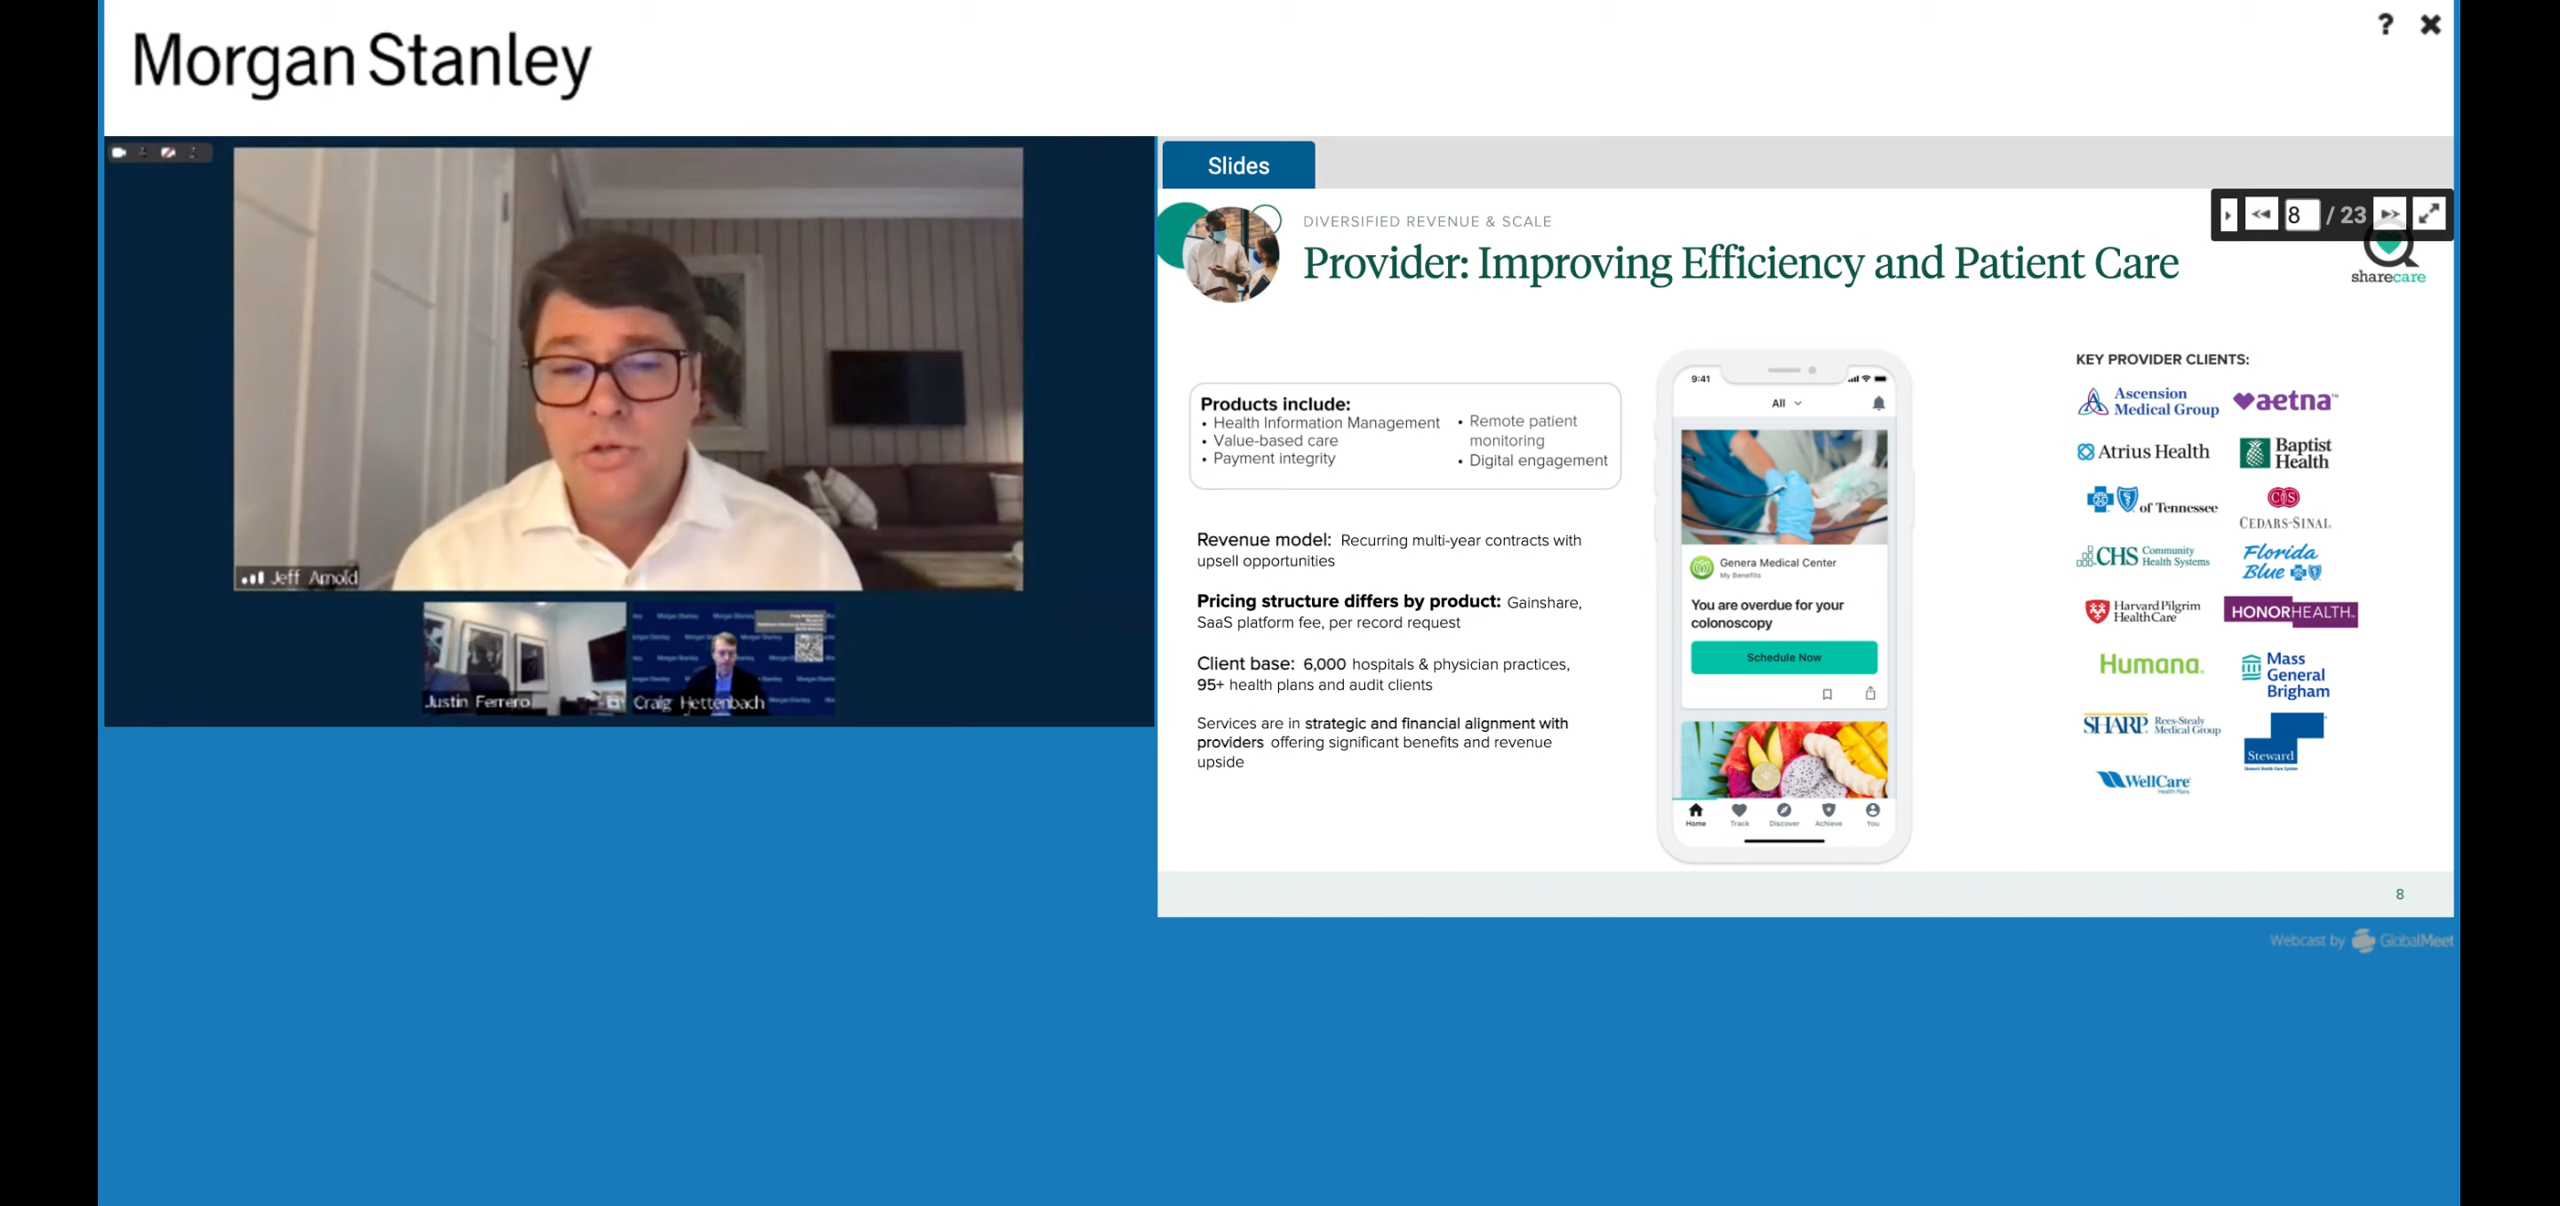 Morgan Stanley
? ✖
Slides
8 / 23
DIVERSIFIED REVENUE & SCALE
Provider: Improving Efficiency and Patient Care
sharecare
Jeff Arnold
Justin Ferrero
Craig Hettenbach
Products include:
• Health Information Management
• Value-based care
• Payment integrity
• Remote patient
monitoring
• Digital engagement
Revenue model: Recurring multi-year contracts with
upsell opportunities
Pricing structure differs by product: Gainshare,
SaaS platform fee, per record request
Client base: 6,000 hospitals & physician practices,
95+ health plans and audit clients
Services are in strategic and financial alignment with
providers offering significant benefits and revenue
upside
9:41
All
Genera Medical Center
My Benefits
You are overdue for your
colonoscopy
Schedule Now
Home Track Discover Achieve You
KEY PROVIDER CLIENTS:
Ascension
Medical Group
aetna™
Atrius Health
Baptist
Health
of Tennessee
CS
CEDARS-SINAI.
CHS Community
Health Systems
Florida
Blue
Harvard Pilgrim
HealthCare
HONORHEALTH
Humana.
Mass
General
Brigham
SHARP Rees-Stealy
Medical Group
Steward
WellCare
Health Plans
8
Webcast by GlobalMeet